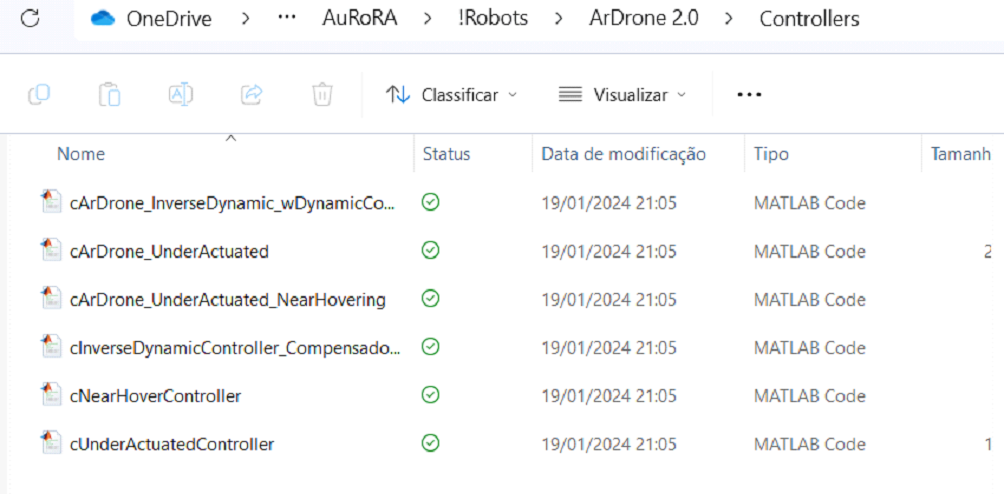 OneDrive > ... AuRoRA > !Robots > ArDrone 2.0 > Controllers
Classificar Visualizar ...
Nome Status Data de modificação Tipo Tamanh
cArDrone_InverseDynamic_wDynamicCo... 19/01/2024 21:05 MATLAB Code
cArDrone_UnderActuated 19/01/2024 21:05 MATLAB Code 2
cArDrone_UnderActuated_NearHovering 19/01/2024 21:05 MATLAB Code
cInverseDynamicController_Compensado... 19/01/2024 21:05 MATLAB Code
cNearHoverController 19/01/2024 21:05 MATLAB Code
cUnderActuatedController 19/01/2024 21:05 MATLAB Code 1